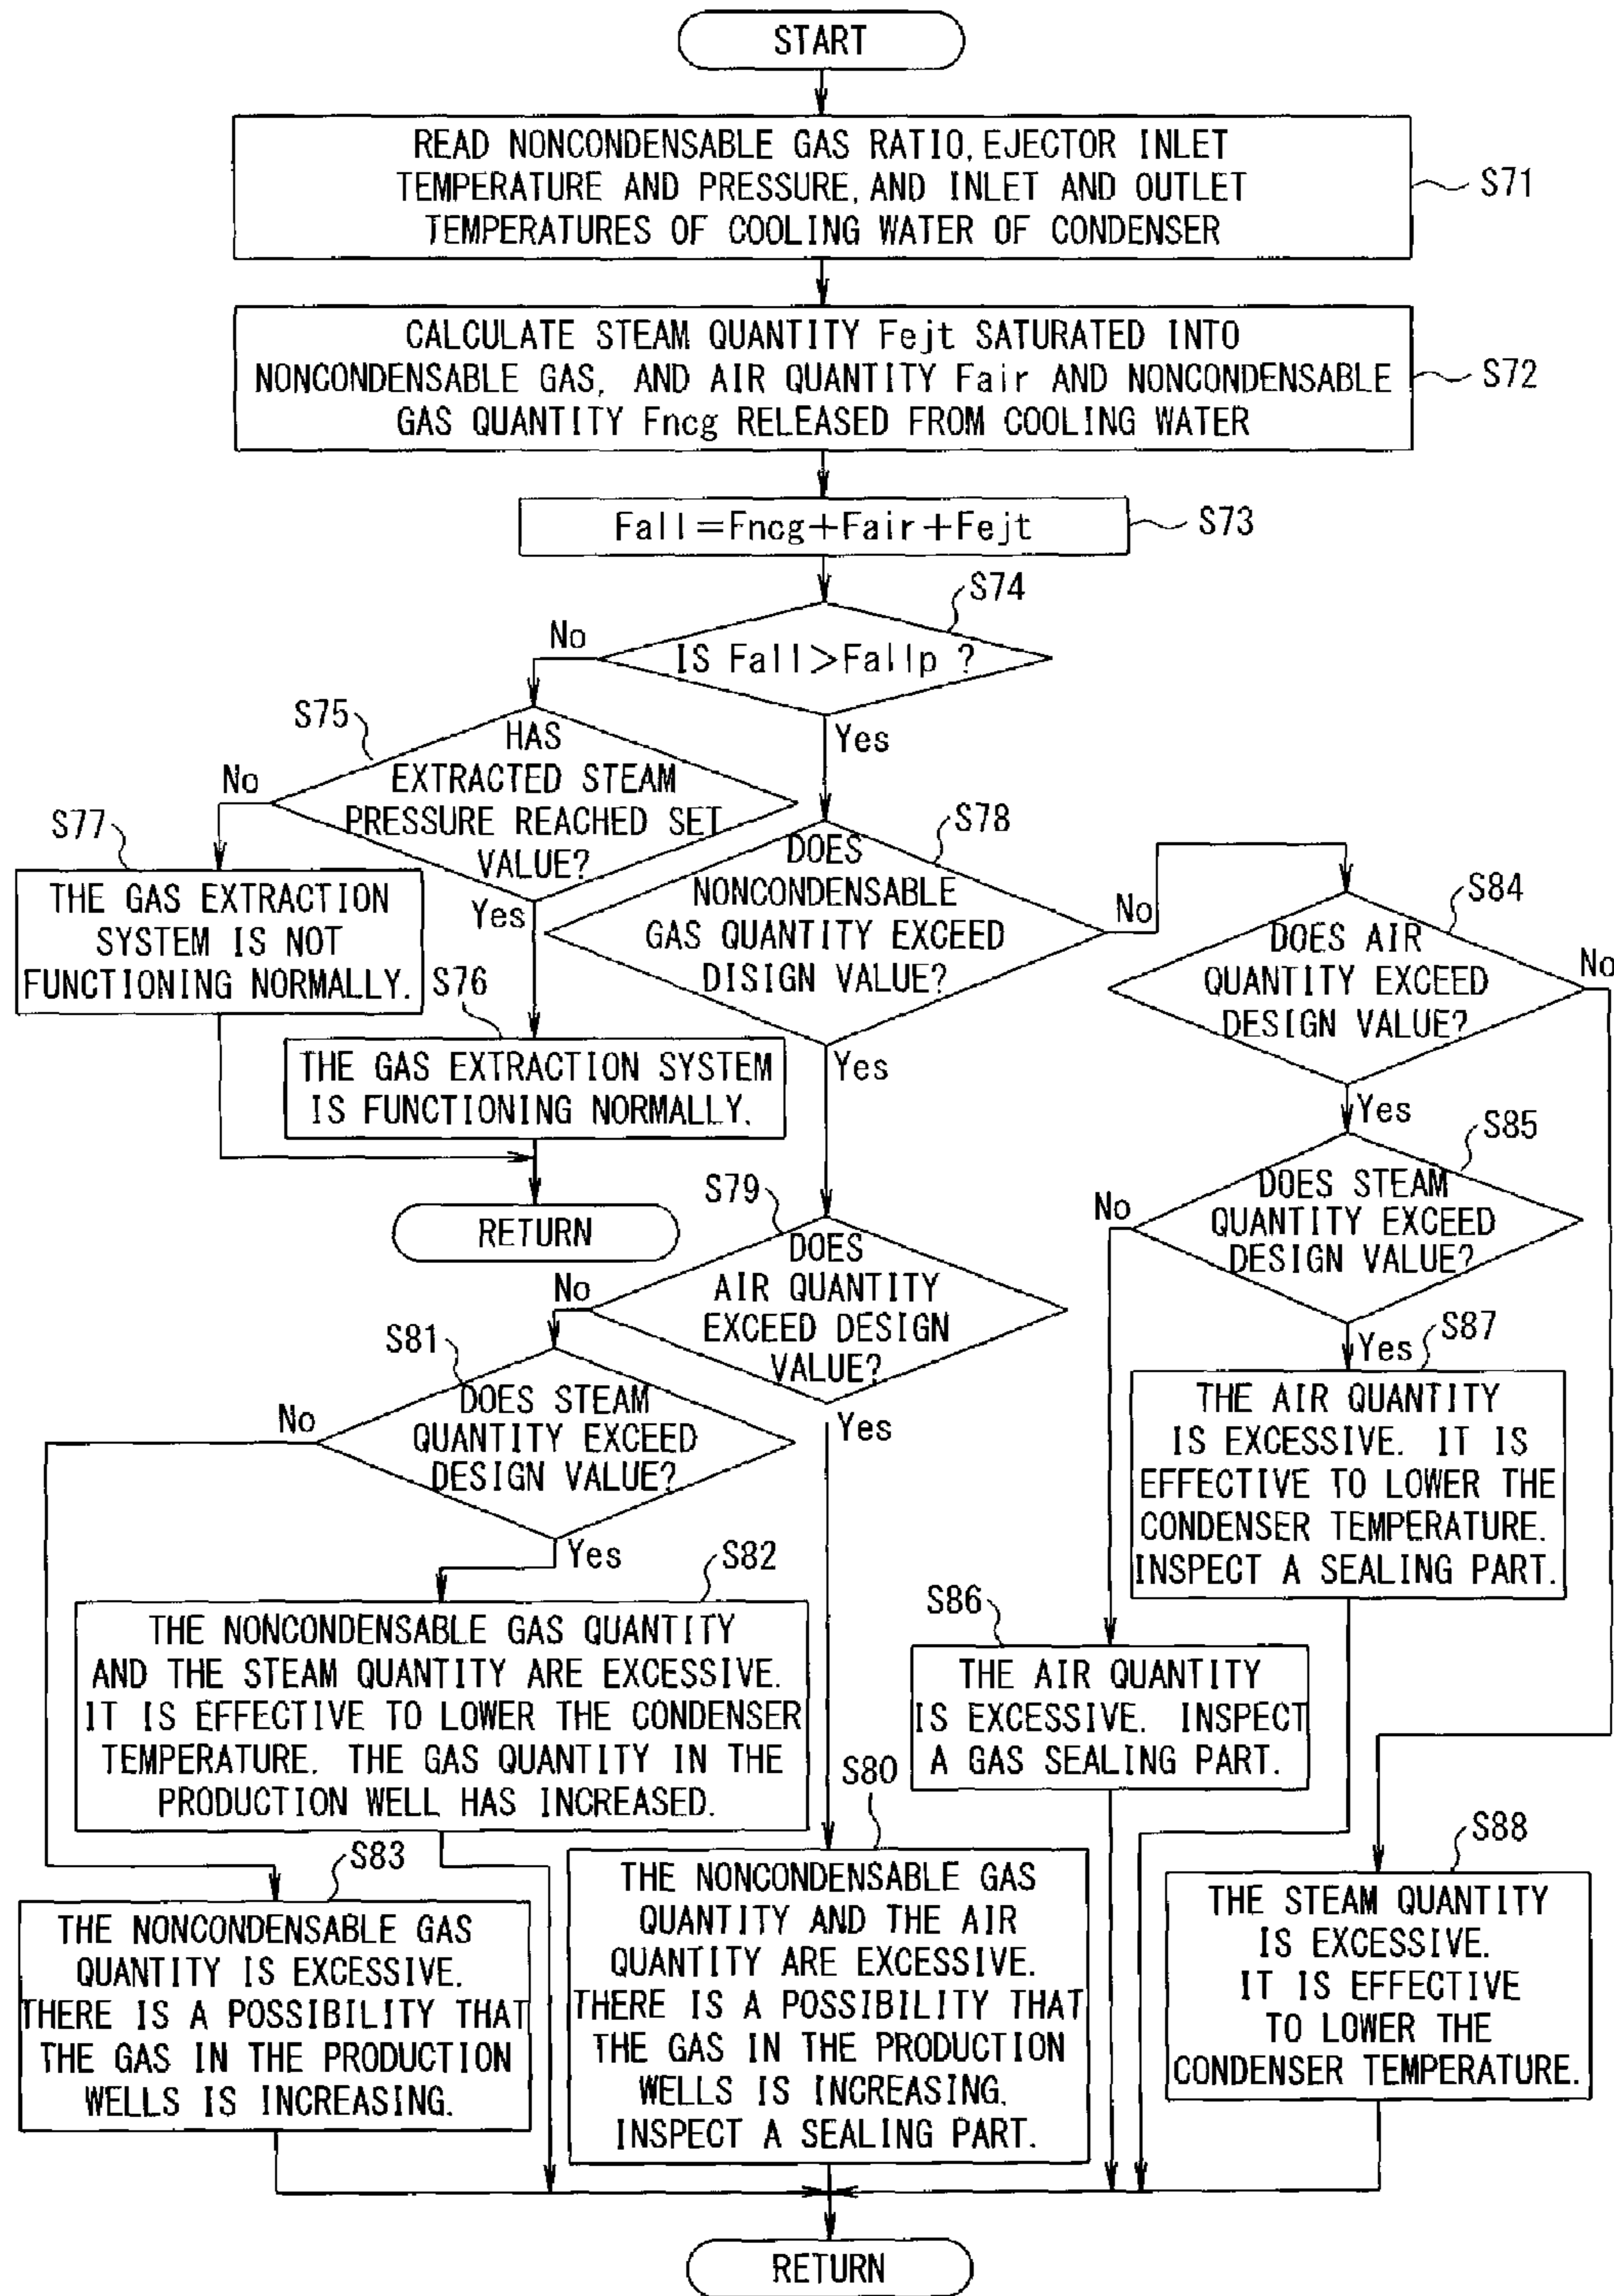 START
READ NONCONDENSABLE GAS RATIO, EJECTOR INLET
TEMPERATURE AND PRESSURE, AND INLET AND OUTLET
TEMPERATURES OF COOLING WATER OF CONDENSER
S71
CALCULATE STEAM QUANTITY Fejt SATURATED INTO
NONCONDENSABLE GAS, AND AIR QUANTITY Fair AND NONCONDENSABLE
GAS QUANTITY Fncg RELEASED FROM COOLING WATER
S72
Fall=Fncg+Fair+Fejt
S73
S74
IS Fall>Fallp ?
No
Yes
S75
HAS
EXTRACTED STEAM
PRESSURE REACHED SET
VALUE?
No
Yes
S77
THE GAS EXTRACTION
SYSTEM IS NOT
FUNCTIONING NORMALLY.
S76
THE GAS EXTRACTION SYSTEM
IS FUNCTIONING NORMALLY.
RETURN
S78
DOES
NONCONDENSABLE
GAS QUANTITY EXCEED
DISIGN VALUE?
No
Yes
S84
DOES AIR
QUANTITY EXCEED
DESIGN VALUE?
No
Yes
S85
DOES STEAM
QUANTITY EXCEED
DESIGN VALUE?
No
Yes
S79
DOES
AIR QUANTITY
EXCEED DESIGN
VALUE?
No
Yes
S81
DOES STEAM
QUANTITY EXCEED
DESIGN VALUE?
No
Yes
S87
THE AIR QUANTITY
IS EXCESSIVE. IT IS
EFFECTIVE TO LOWER THE
CONDENSER TEMPERATURE.
INSPECT A SEALING PART.
S82
THE NONCONDENSABLE GAS QUANTITY
AND THE STEAM QUANTITY ARE EXCESSIVE.
IT IS EFFECTIVE TO LOWER THE CONDENSER
TEMPERATURE. THE GAS QUANTITY IN THE
PRODUCTION WELL HAS INCREASED.
S86
THE AIR QUANTITY
IS EXCESSIVE. INSPECT
A GAS SEALING PART.
S83
THE NONCONDENSABLE GAS
QUANTITY IS EXCESSIVE.
THERE IS A POSSIBILITY THAT
THE GAS IN THE PRODUCTION
WELLS IS INCREASING.
S80
THE NONCONDENSABLE GAS
QUANTITY AND THE AIR
QUANTITY ARE EXCESSIVE.
THERE IS A POSSIBILITY THAT
THE GAS IN THE PRODUCTION
WELLS IS INCREASING.
INSPECT A SEALING PART.
S88
THE STEAM QUANTITY
IS EXCESSIVE.
IT IS EFFECTIVE
TO LOWER THE
CONDENSER TEMPERATURE.
RETURN